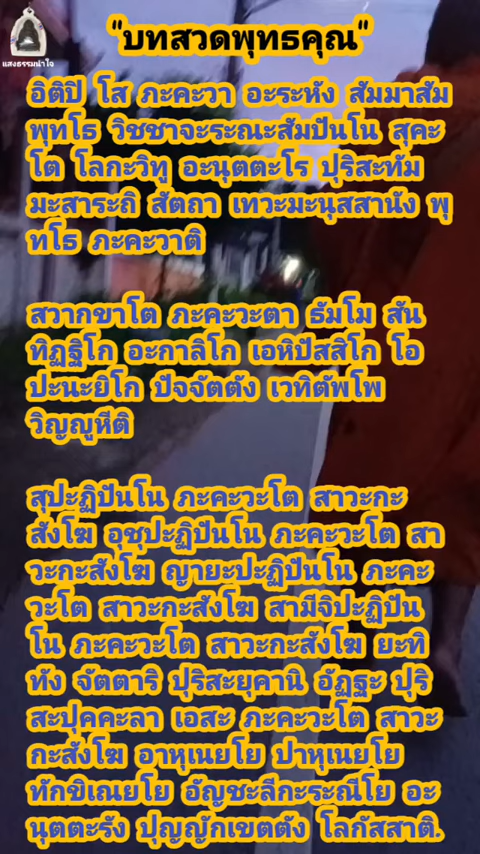 "บทสวดพุทธคุณ"
แสงธรรมนำใจ
อิติปิ โส ภะคะวา อะระหัง สัมมาสัม
พุทโธ วิชชาจะระณะสัมปันโน สุคะ
โต โลกะวิทู อะนุตตะโร ปุริสะทัม
มะสาระถิ สัตถา เทวะมะนุสสานัง พุ
ทโธ ภะคะวาติ
สวากขาโต ภะคะวะตา ธัมโม สัน
ทิฏฐิโก อะกาลิโก เอหิปัสสิโก โอ
ปะนะยิโก ปัจจัตตัง เวทิตัพโพ
วิญญูหีติ
สุปะฏิปันโน ภะคะวะโต สาวะกะ
สังโฆ อุชุปะฏิปันโน ภะคะวะโต สา
วะกะสังโฆ ญายะปะฏิปันโน ภะคะ
วะโต สาวะกะสังโฆ สามีจิปะฏิปัน
โน ภะคะวะโต สาวะกะสังโฆ ยะทิ
ทัง จัตตาริ ปุริสะยุคานิ อัฏฐะ ปุริ
สะปุคคะลา เอสะ ภะคะวะโต สาวะ
กะสังโฆ อาหุเนยโย ปาหุเนยโย
ทักขิเณยโย อัญชะลีกะระณีโย อะ
นุตตะรัง ปุญญักเขตตัง โลกัสสาติ.